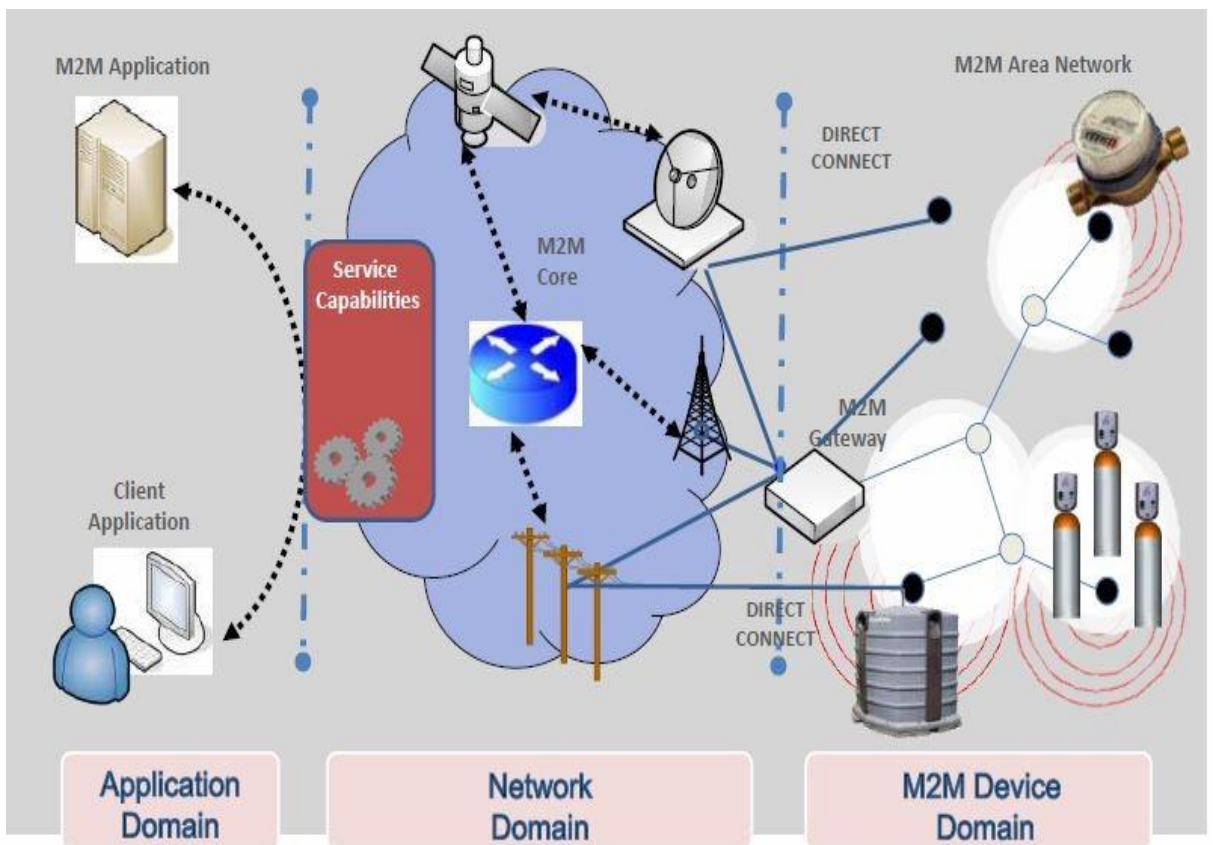 M2M Application
M2M Area Network
DIRECT
CONNECT
M2M
Core
Service
Capabilities
M2M
Gateway
Client
Application
DIRECT
CONNECT
Application
Domain
Network
Domain
M2M Device
Domain